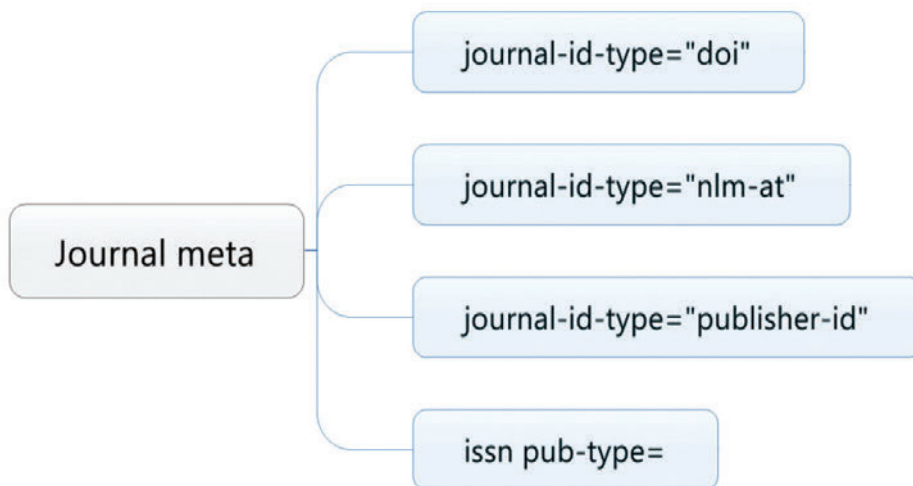 journal-id-type="doi"
journal-id-type="nlm-at"
Journal meta
journal-id-type="publisher-id"
issn pub-type=